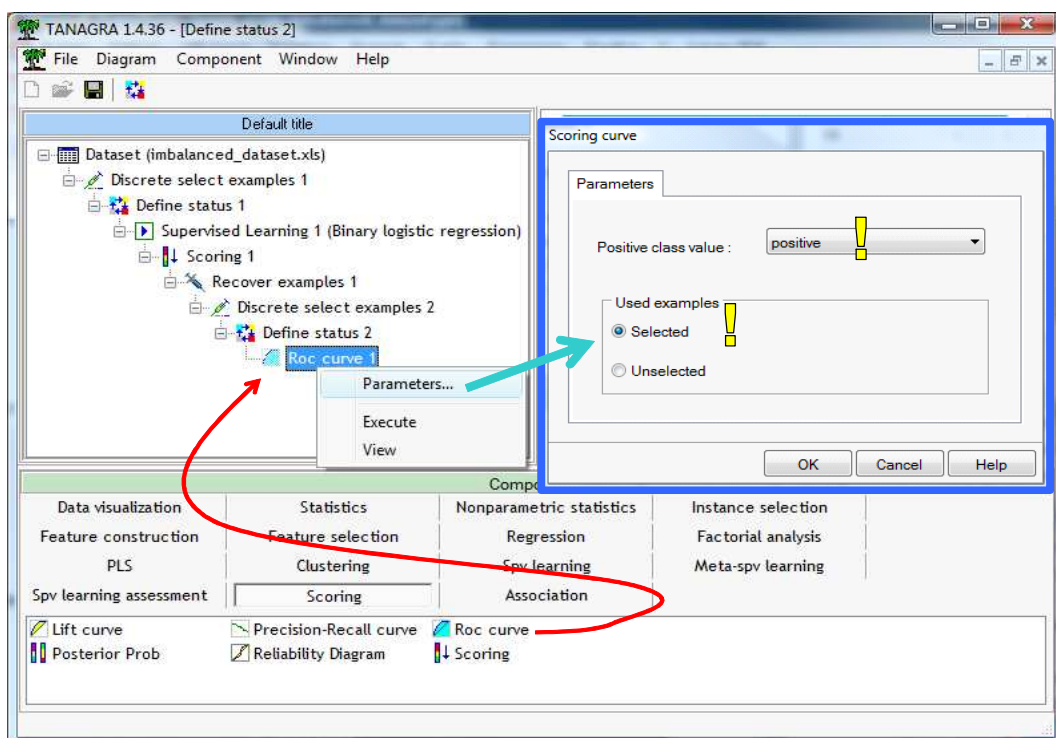 TANAGRA 1.4.36 - [Define status 2]
File Diagram Component Window Help
Default title
Dataset (imbalanced_dataset.xls)
Discrete select examples 1
Define status 1
Supervised Learning 1 (Binary logistic regression)
Scoring 1
Recover examples 1
Discrete select examples 2
Define status 2
Roc curve 1
Parameters...
Execute
View
Scoring curve
Parameters
Positive class value :
positive
Used examples
Selected
Unselected
OK Cancel Help
Compo
Data visualization Statistics Nonparametric statistics Instance selection
Feature construction Feature selection Regression Factorial analysis
PLS Clustering Spv learning Meta-spv learning
Spv learning assessment Scoring Association
Lift curve Precision-Recall curve Roc curve
Posterior Prob Reliability Diagram Scoring